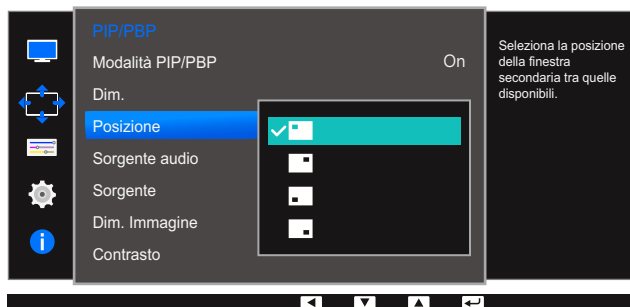 PIP/PBP
Modalità PIP/PBP On
Dim.
Posizione
Sorgente audio
Sorgente
Dim. Immagine
Contrasto
Seleziona la posizione
della finestra
secondaria tra quelle
disponibili.